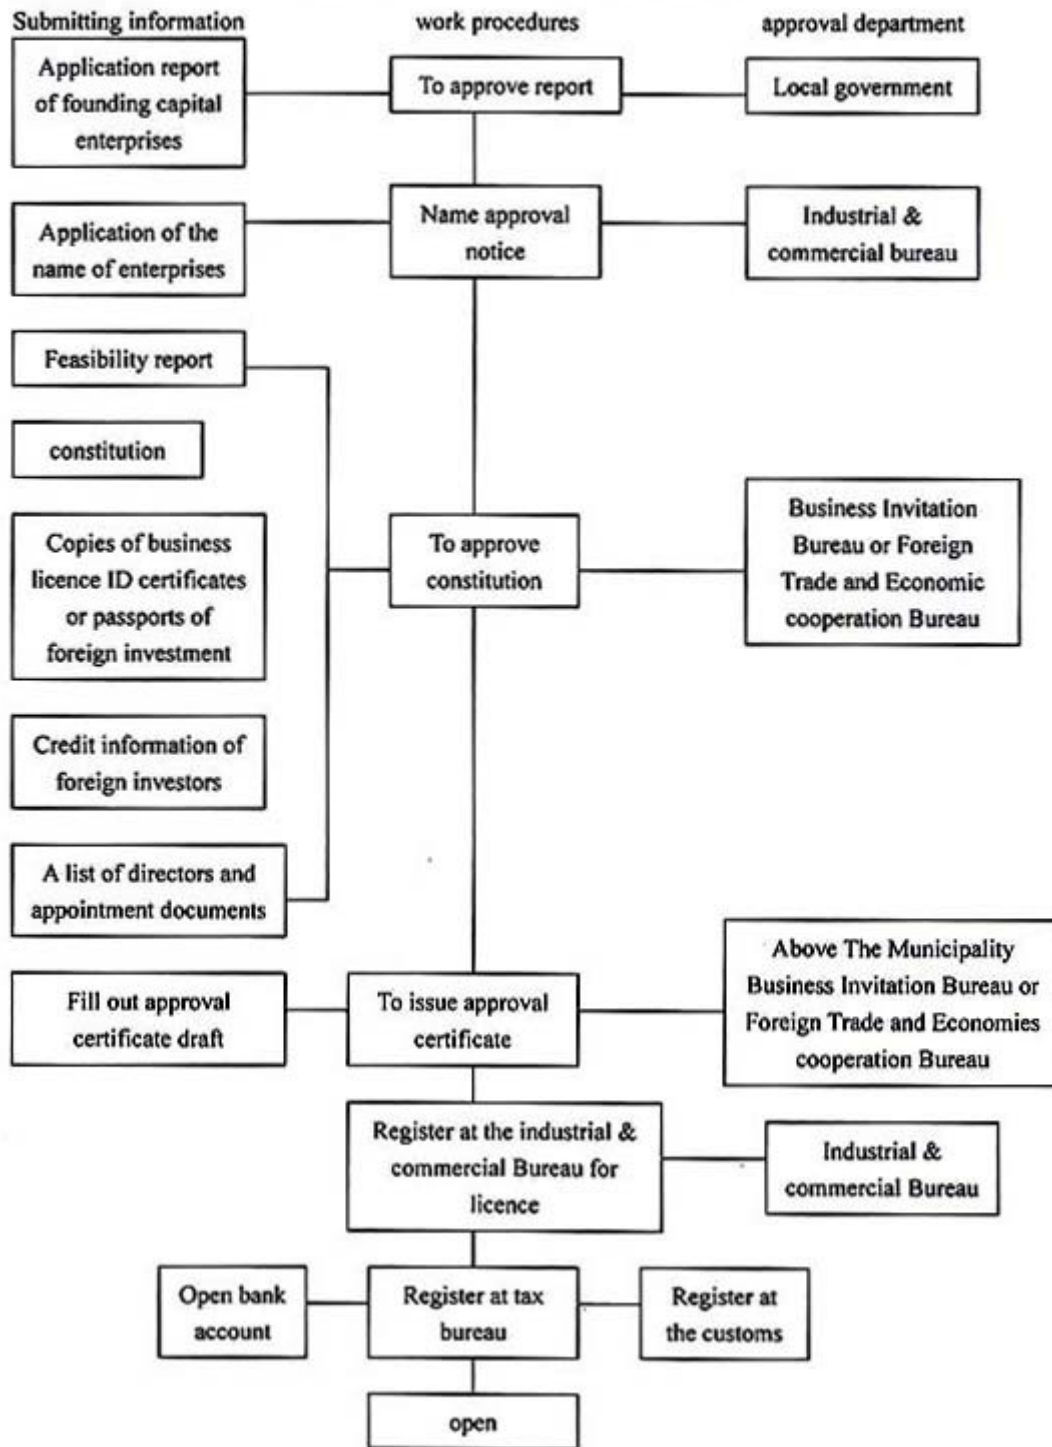 Submitting information
work procedures
approval department
Application report
of founding capital
enterprises
To approve report
Local government
Application of the
name of enterprises
Name approval
notice
Industrial &
commercial bureau
Feasibility report
constitution
Copies of business
licence ID certificates
or passports of
foreign investment
Credit information of
foreign investors
A list of directors and
appointment documents
To approve
constitution
Business Invitation
Bureau or Foreign
Trade and Economic
cooperation Bureau
Fill out approval
certificate draft
To issue approval
certificate
Above The Municipality
Business Invitation Bureau or
Foreign Trade and Economies
cooperation Bureau
Register at the industrial &
commercial Bureau for
licence
Industrial &
commercial Bureau
Open bank
account
Register at tax
bureau
Register at
the customs
open